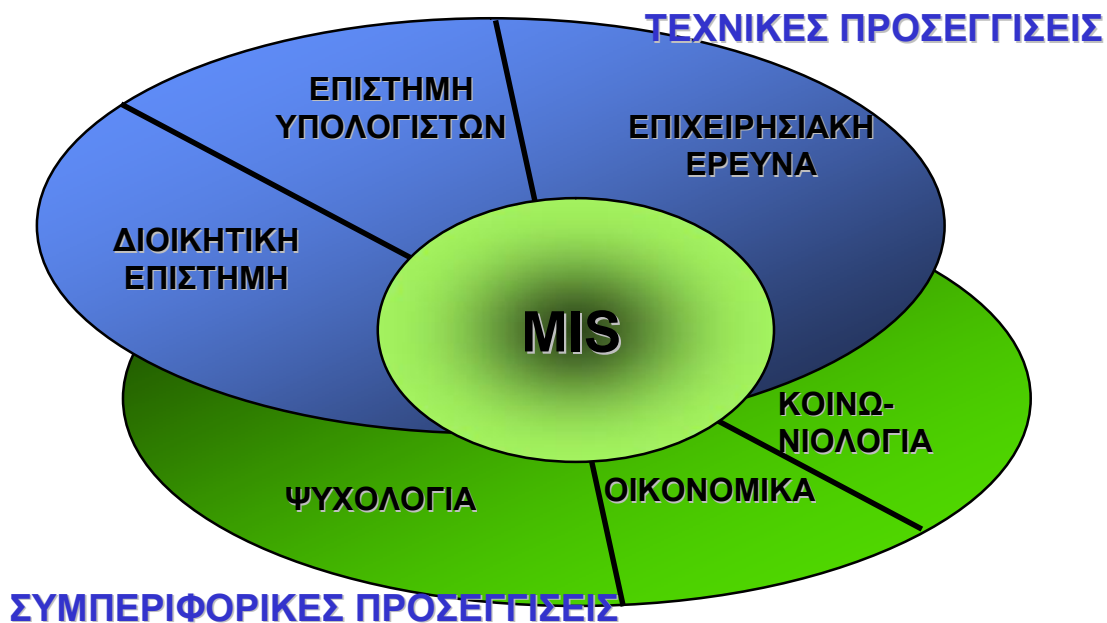 ΤΕΧΝΙΚΕΣ ΠΡΟΣΕΓΓΙΣΕΙΣ
ΕΠΙΣΤΗΜΗ
ΥΠΟΛΟΓΙΣΤΩΝ
ΕΠΙΧΕΙΡΗΣΙΑΚΗ
ΕΡΕΥΝΑ
ΔΙΟΙΚΗΤΙΚΗ
ΕΠΙΣΤΗΜΗ
MIS
ΚΟΙΝΩ-
ΝΙΟΛΟΓΙΑ
ΨΥΧΟΛΟΓΙΑ
ΟΙΚΟΝΟΜΙΚΑ
ΣΥΜΠΕΡΙΦΟΡΙΚΕΣ ΠΡΟΣΕΓΓΙΣΕΙΣ